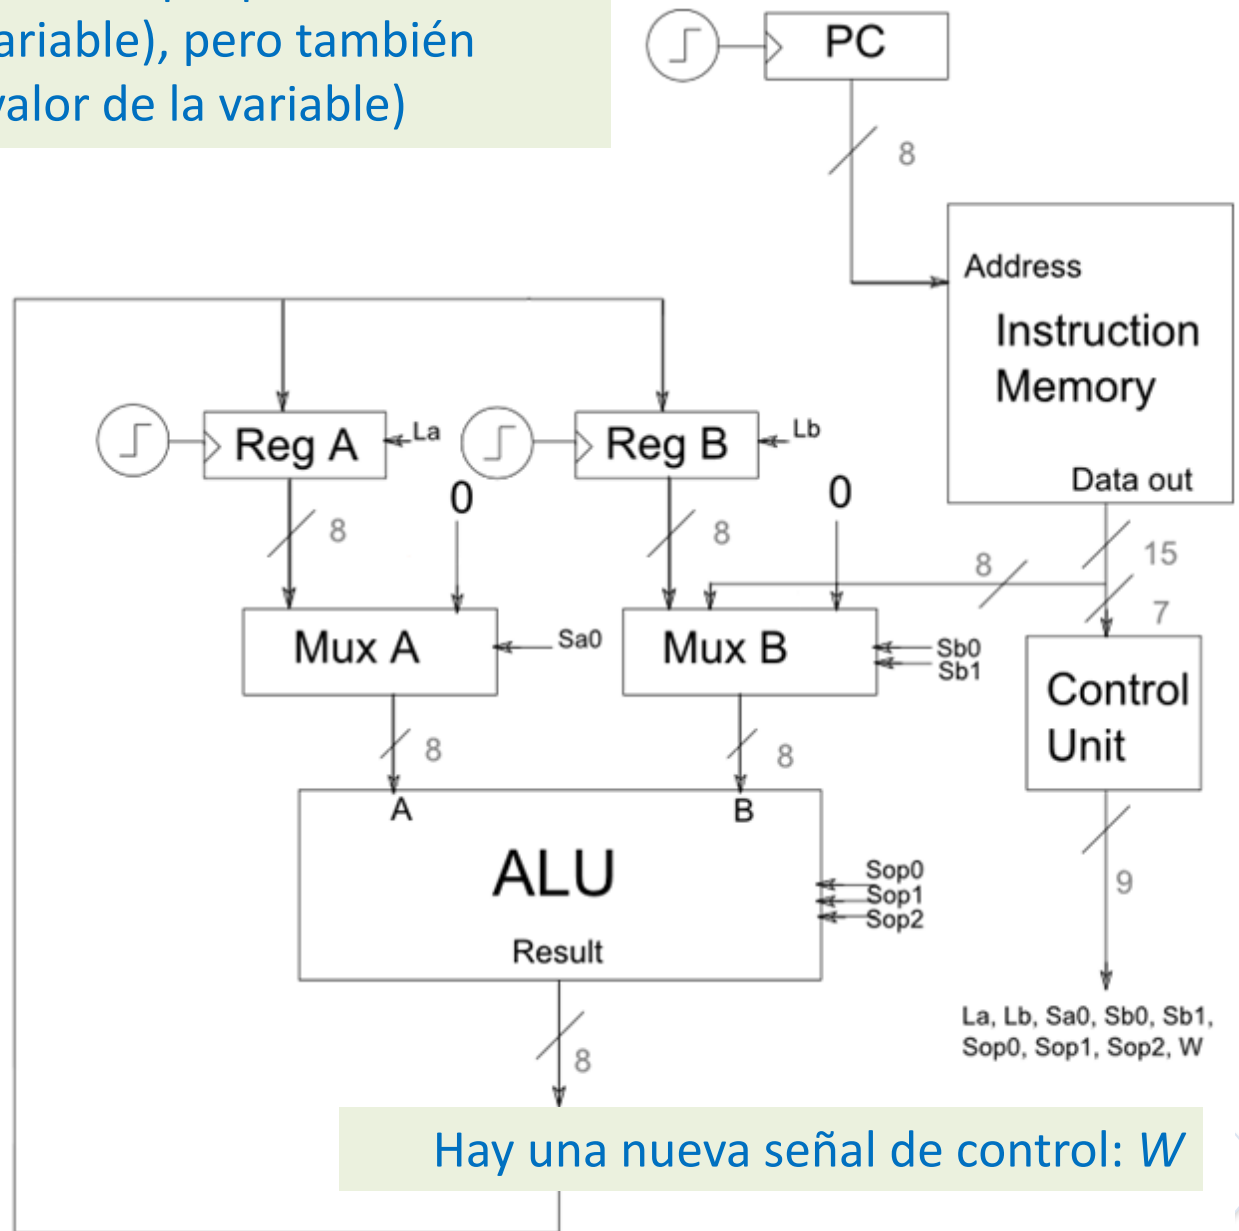 ariable), pero también
valor de la variable)
PC
8
Address
Instruction
Memory
Data out
15
8
7
Reg A
La
Reg B
Lb
0
0
8
8
Mux A
Sa0
Mux B
Sb0
Sb1
Control
Unit
8
8
A
B
ALU
Sop0
Sop1
Sop2
Result
9
8
La, Lb, Sa0, Sb0, Sb1,
Sop0, Sop1, Sop2, W
Hay una nueva señal de control: W